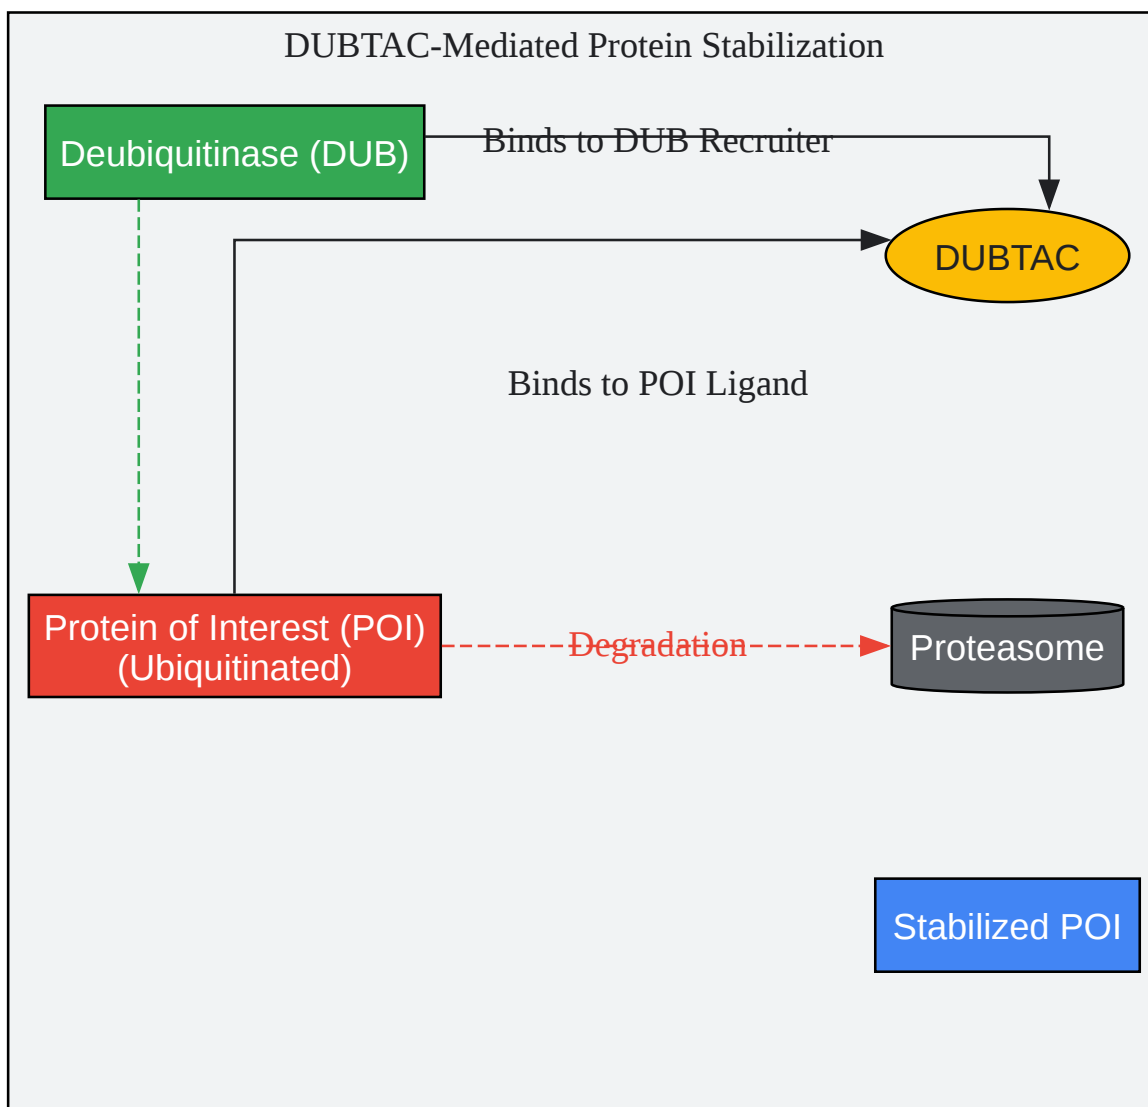 DUBTAC-Mediated Protein Stabilization
Deubiquitinase (DUB)
Binds to DUB Recruiter
DUBTAC
Binds to POI Ligand
Protein of Interest (POI)
(Ubiquitinated)
Degradation
Proteasome
Stabilized POI